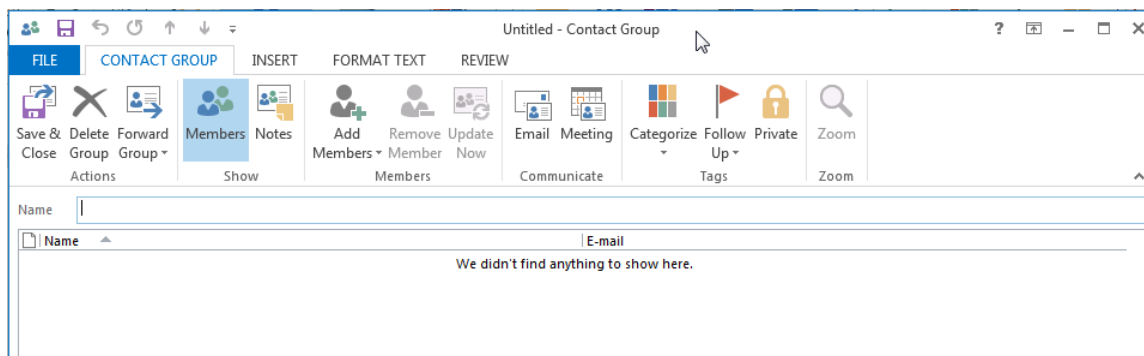 Untitled - Contact Group
?
FILE CONTACT GROUP INSERT FORMAT TEXT REVIEW
Save & Close
Delete Group
Forward Group
Members
Notes
Add Members
Remove Member
Update Now
Email
Meeting
Categorize
Follow Up
Private
Zoom
Actions Show Members Communicate Tags Zoom
Name
Name E-mail
We didn't find anything to show here.